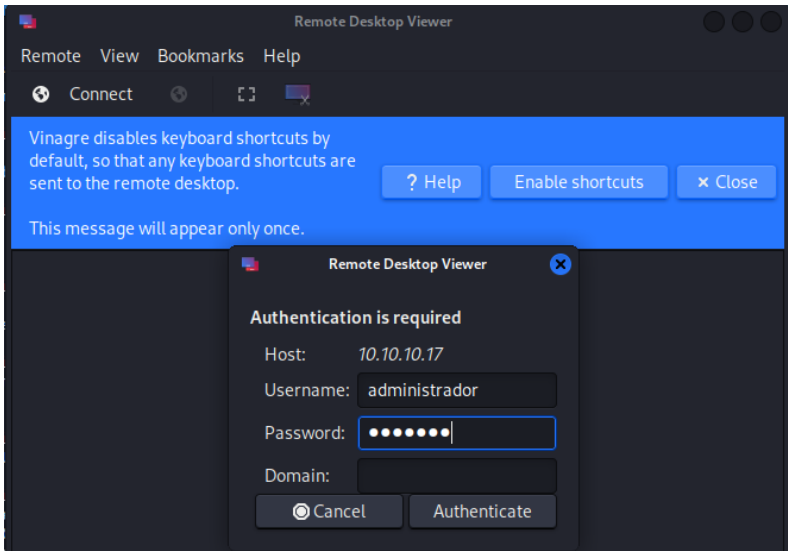 Remote Desktop Viewer
Remote View Bookmarks Help
Connect
Vinagre disables keyboard shortcuts by
default, so that any keyboard shortcuts are
sent to the remote desktop.
? Help Enable shortcuts × Close
This message will appear only once.
Remote Desktop Viewer
Authentication is required
Host: 10.10.10.17
Username: administrador
Password: ●●●●●●●
Domain:
Cancel Authenticate